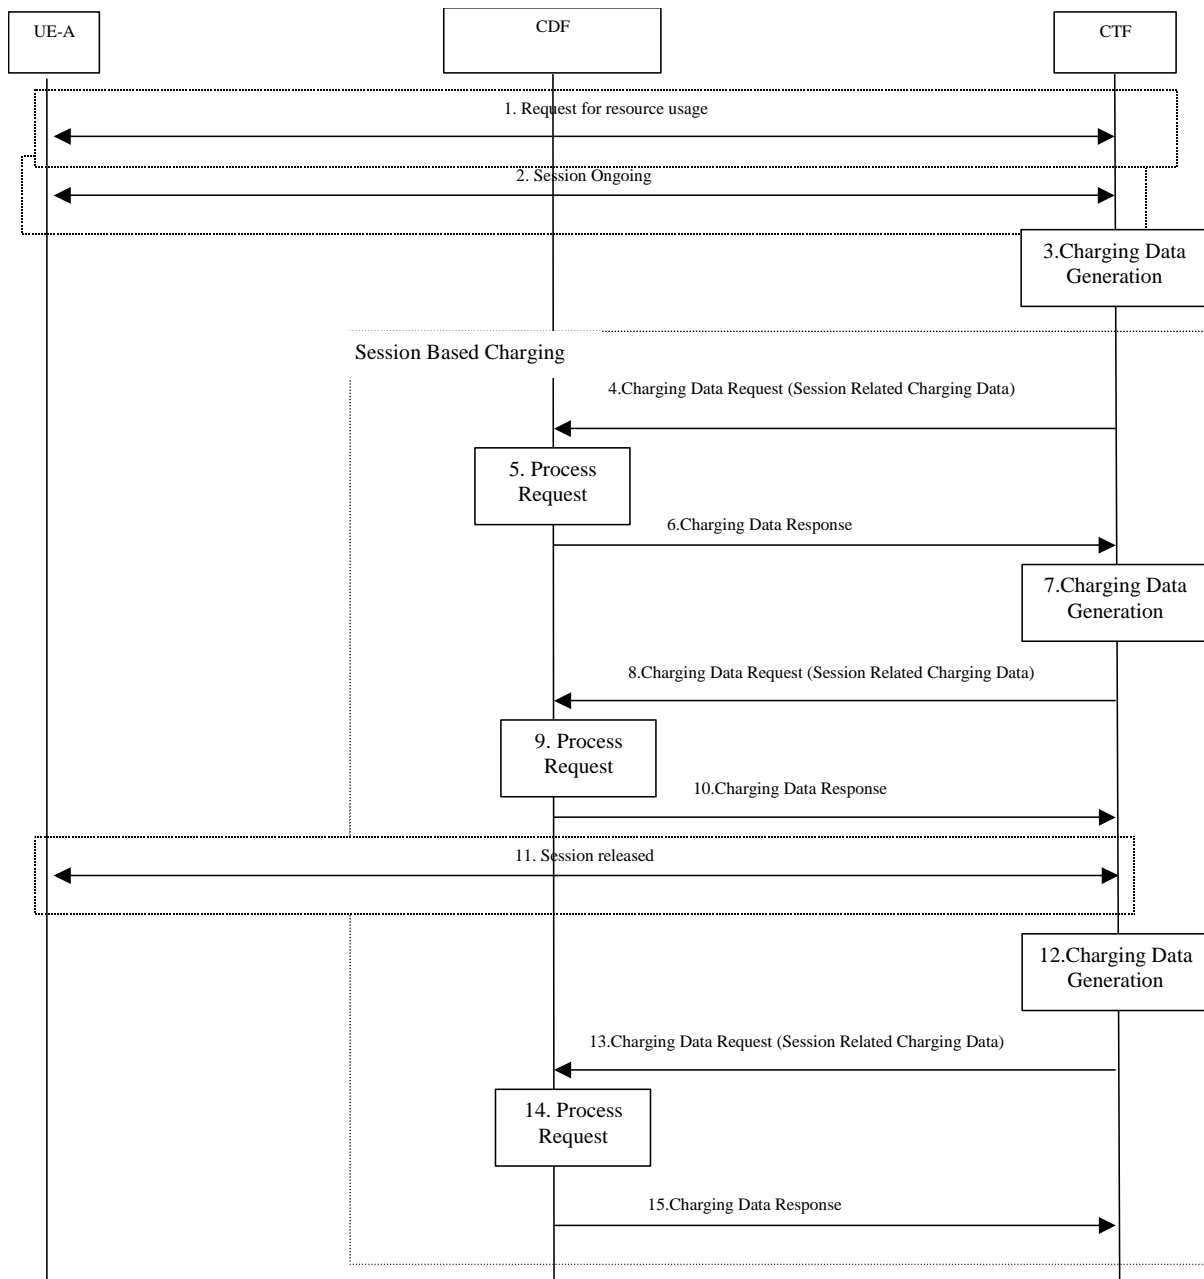 UE-A
CDF
CTF
1. Request for resource usage
2. Session Ongoing
3.Charging Data
Generation
Session Based Charging
4.Charging Data Request (Session Related Charging Data)
5. Process
Request
6.Charging Data Response
7.Charging Data
Generation
8.Charging Data Request (Session Related Charging Data)
9. Process
Request
10.Charging Data Response
11. Session released
12.Charging Data
Generation
13.Charging Data Request (Session Related Charging Data)
14. Process
Request
15.Charging Data Response